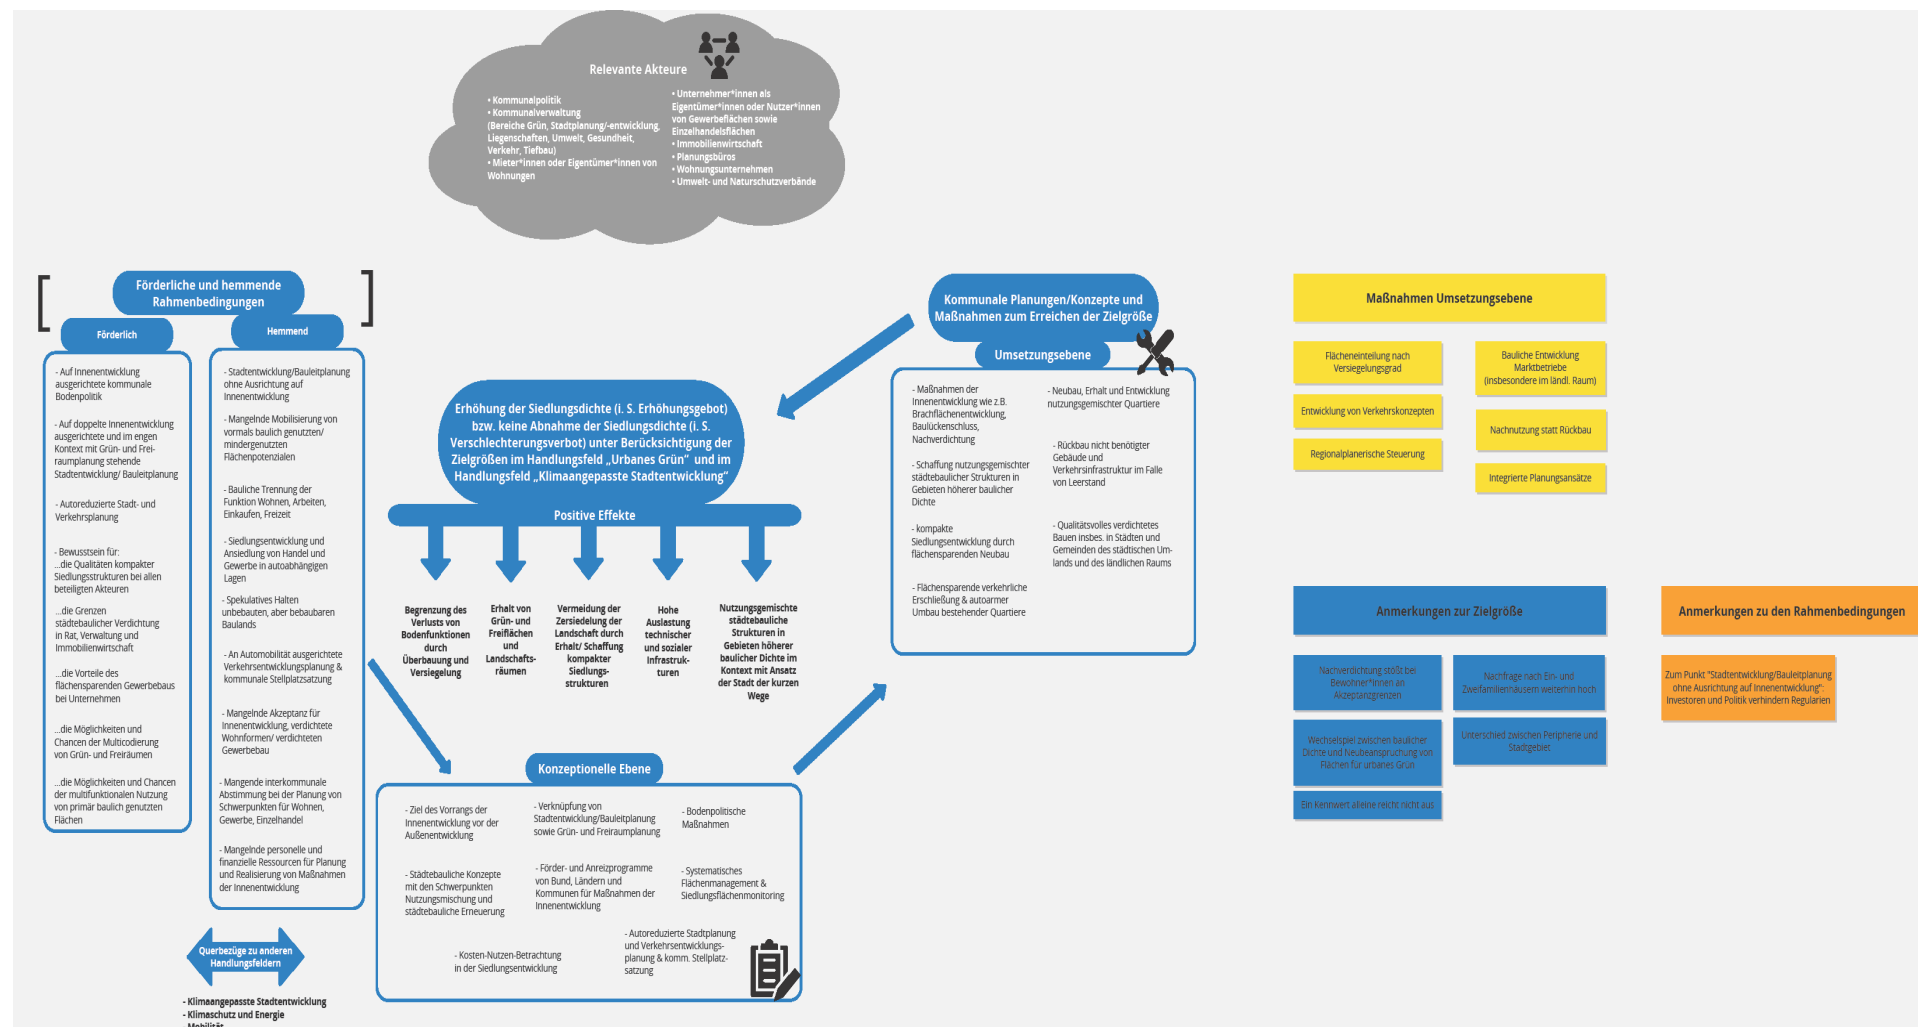 Relevante Akteure
• Kommunalpolitik
• Kommunalverwaltung
(Bereiche Grün, Stadtplanung/-entwicklung,
Liegenschaften, Umwelt, Gesundheit,
Verkehr, Tiefbau)
• Mieter*innen oder Eigentümer*innen von
Wohnungen
• Unternehmer*innen als
Eigentümer*innen oder Nutzer*innen
von Gewerbeflächen sowie
Einzelhandelsflächen
• Immobilienwirtschaft
• Planungsbüros
• Wohnungsunternehmen
• Umwelt- und Naturschutzverbände
Förderliche und hemmende
Rahmenbedingungen
Förderlich
- Auf Innenentwicklung
ausgerichtete kommunale
Bodenpolitik
- Auf doppelte Innenentwicklung
ausgerichtete und im engen
Kontext mit Grün- und Frei-
raumplanung stehende
Stadtentwicklung/ Bauleitplanung
- Autoreduzierte Stadt- und
Verkehrsplanung
- Bewusstsein für:
...die Qualitäten kompakter
Siedlungsstrukturen bei allen
beteiligten Akteuren
...die Grenzen
städtebaulicher Verdichtung
in Rat, Verwaltung und
Immobilienwirtschaft
...die Vorteile des
flächensparenden Gewerbebaus
bei Unternehmen
...die Möglichkeiten und
Chancen der Multicodierung
von Grün- und Freiräumen
...die Möglichkeiten und Chancen
der multifunktionalen Nutzung
von primär baulich genutzten
Flächen
Hemmend
- Stadtentwicklung/Bauleitplanung
ohne Ausrichtung auf
Innenentwicklung
- Mangelnde Mobilisierung von
vormals baulich genutzten/
mindergenutzten
Flächenpotenzialen
- Bauliche Trennung der
Funktion Wohnen, Arbeiten,
Einkaufen, Freizeit
- Siedlungsentwicklung und
Ansiedlung von Handel und
Gewerbe in autoabhängigen
Lagen
- Spekulatives Halten
unbebauten, aber bebaubaren
Baulands
- An Automobilität ausgerichtete
Verkehrsentwicklungsplanung &
kommunale Stellplatzsatzung
- Mangelnde Akzeptanz für
Innenentwicklung, verdichtete
Wohnformen/ verdichteten
Gewerbebau
- Mangende interkommunale
Abstimmung bei der Planung von
Schwerpunkten für Wohnen,
Gewerbe, Einzelhandel
- Mangelnde personelle und
finanzielle Ressourcen für Planung
und Realisierung von Maßnahmen
der Innenentwicklung
Querbezüge zu anderen
Handlungsfeldern
- Klimaangepasste Stadtentwicklung
- Klimaschutz und Energie
- Mobilität
Erhöhung der Siedlungsdichte (i. S. Erhöhungsgebot)
bzw. keine Abnahme der Siedlungsdichte (i. S.
Verschlechterungsverbot) unter Berücksichtigung der
Zielgrößen im Handlungsfeld „Urbanes Grün“ und im
Handlungsfeld „Klimaangepasste Stadtentwicklung“
Positive Effekte
Begrenzung des
Verlusts von
Bodenfunktionen
durch
Überbauung und
Versiegelung
Erhalt von
Grün- und
Freiflächen
und
Landschafts-
räumen
Vermeidung der
Zersiedelung der
Landschaft durch
Erhalt/ Schaffung
kompakter
Siedlungs-
strukturen
Hohe
Auslastung
technischer
und sozialer
Infrastruk-
turen
Nutzungsgemischte
städtebauliche
Strukturen in
Gebieten höherer
baulicher Dichte im
Kontext mit Ansatz
der Stadt der kurzen
Wege
Konzeptionelle Ebene
- Ziel des Vorrangs der
Innenentwicklung vor der
Außenentwicklung
- Verknüpfung von
Stadtentwicklung/Bauleitplanung
sowie Grün- und Freiraumplanung
- Bodenpolitische
Maßnahmen
- Städtebauliche Konzepte
mit den Schwerpunkten
Nutzungsmischung und
städtebauliche Erneuerung
- Förder- und Anreizprogramme
von Bund, Ländern und
Kommunen für Maßnahmen der
Innenentwicklung
- Systematisches
Flächenmanagement &
Siedlungsflächenmonitoring
- Kosten-Nutzen-Betrachtung
in der Siedlungsentwicklung
- Autoreduzierte Stadtplanung
und Verkehrsentwicklungs-
planung & komm. Stellplatz-
satzung
Kommunale Planungen/Konzepte und
Maßnahmen zum Erreichen der Zielgröße
Umsetzungsebene
- Maßnahmen der
Innenentwicklung wie z.B.
Brachflächenentwicklung,
Baulückenschluss,
Nachverdichtung
- Schaffung nutzungsgemischter
städtebaulicher Strukturen in
Gebieten höherer baulicher
Dichte
- kompakte
Siedlungsentwicklung durch
flächensparenden Neubau
- Flächensparende verkehrliche
Erschließung & autoarmer
Umbau bestehender Quartiere
- Neubau, Erhalt und Entwicklung
nutzungsgemischter Quartiere
- Rückbau nicht benötigter
Gebäude und
Verkehrsinfrastruktur im Falle
von Leerstand
- Qualitätsvolles verdichtetes
Bauen insbes. in Städten und
Gemeinden des städtischen Um-
lands und des ländlichen Raums
Maßnahmen Umsetzungsebene
Flächeneinteilung nach
Versiegelungsgrad
Entwicklung von Verkehrskonzepten
Regionalplanerische Steuerung
Bauliche Entwicklung
Marktbetriebe
(insbesondere im ländl. Raum)
Nachnutzung statt Rückbau
Integrierte Planungsansätze
Anmerkungen zur Zielgröße
Nachverdichtung stößt bei
Bewohner*innen an
Akzeptanzgrenzen
Wechselspiel zwischen baulicher
Dichte und Neubeanspruchung von
Flächen für urbanes Grün
Ein Kennwert alleine reicht nicht aus
Nachfrage nach Ein- und
Zweifamilienhäusern weiterhin hoch
Unterschied zwischen Peripherie und
Stadtgebiet
Anmerkungen zu den Rahmenbedingungen
Zum Punkt "Stadtentwicklung/Bauleitplanung
ohne Ausrichtung auf Innenentwicklung":
Investoren und Politik verhindern Regularien